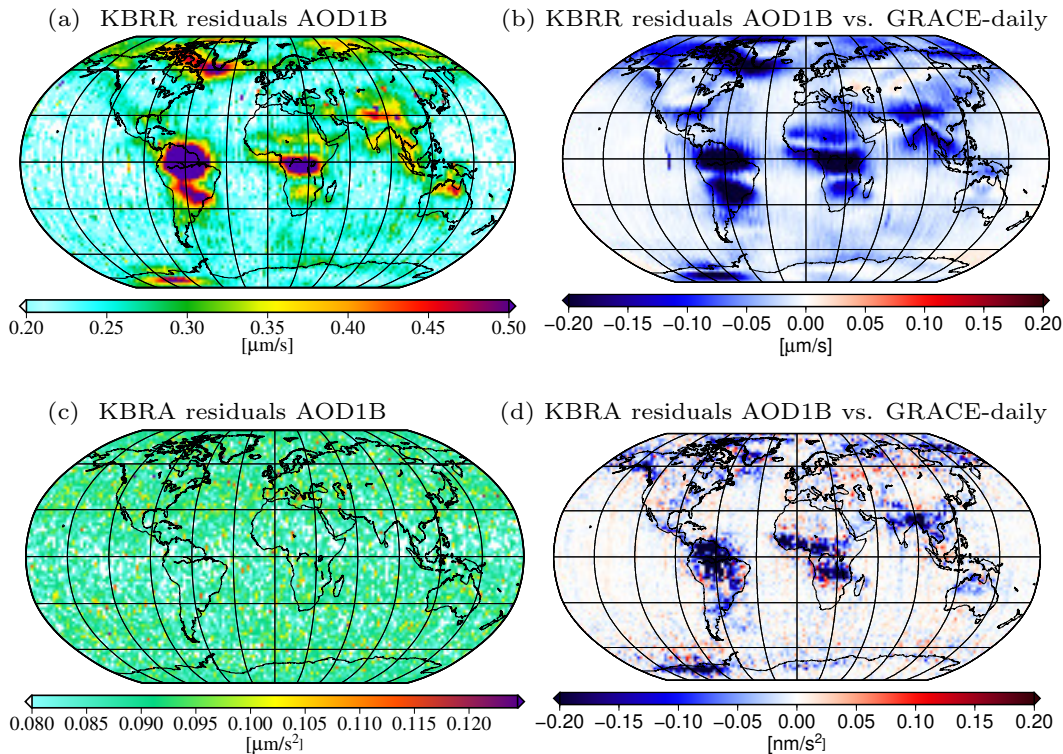 (a) KBRR residuals AOD1B
(b) KBRR residuals AOD1B vs. GRACE-daily
0.20 0.25 0.30 0.35 0.40 0.45 0.50
[µm/s]
−0.20 −0.15 −0.10 −0.05 0.00 0.05 0.10 0.15 0.20
[µm/s]
(c) KBRA residuals AOD1B
(d) KBRA residuals AOD1B vs. GRACE-daily
0.080 0.085 0.090 0.095 0.100 0.105 0.110 0.115 0.120
[µm/s²]
−0.20 −0.15 −0.10 −0.05 0.00 0.05 0.10 0.15 0.20
[nm/s²]